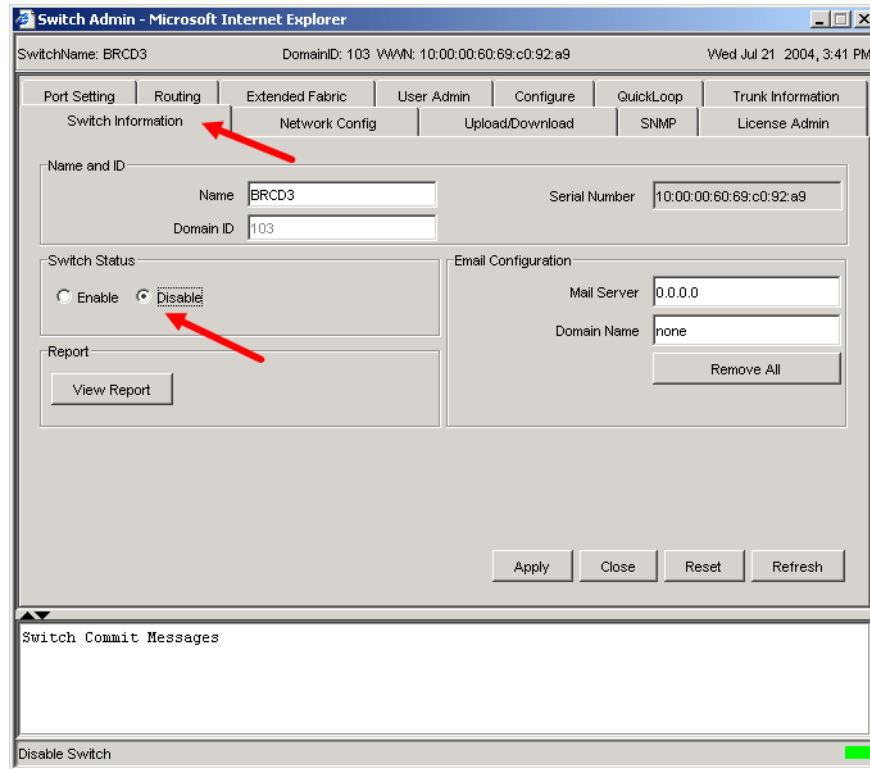 Switch Admin - Microsoft Internet Explorer
SwitchName: BRCD3 DomainID: 103 WWN: 10:00:00:60:69:c0:92:a9 Wed Jul 21 2004, 3:41 PM
Port Setting Routing Extended Fabric User Admin Configure QuickLoop Trunk Information
Switch Information Network Config Upload/Download SNMP License Admin
Name and ID
Name BRCD3 Serial Number 10:00:00:60:69:c0:92:a9
Domain ID 103
Switch Status Email Configuration
Enable Disable Mail Server 0.0.0.0
Domain Name none
Report
Remove All
View Report
Apply Close Reset Refresh
Switch Commit Messages
Disable Switch